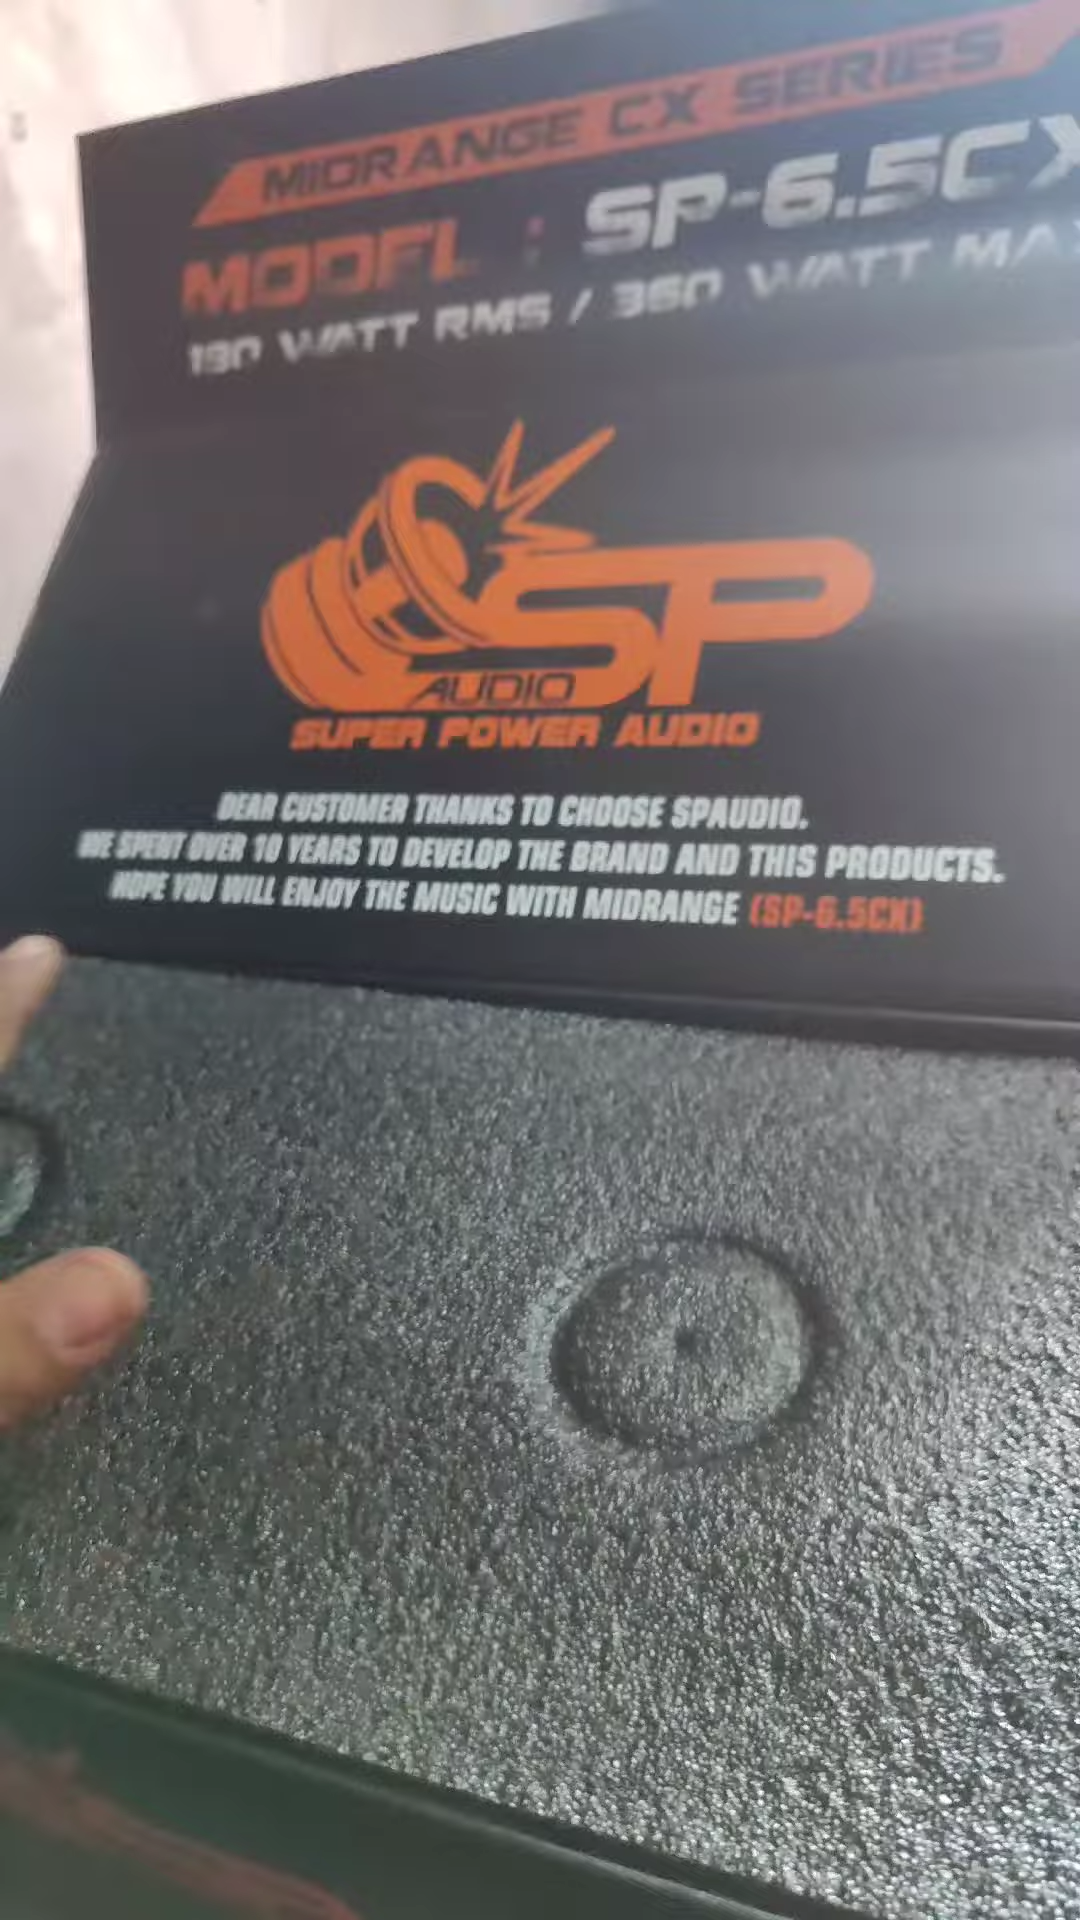 MIDRANGE CX SERIES
MODEL : SP-6.5CX
WATT RMS / 360 WATT MAX
SP
AUDIO
SUPER POWER AUDIO
DEAR CUSTOMER THANKS TO CHOOSE SPAUDIO.
WE SPENT OVER 10 YEARS TO DEVELOP THE BRAND AND THIS PRODUCTS.
HOPE YOU WILL ENJOY THE MUSIC WITH MIDRANGE (SP-6.5CX)